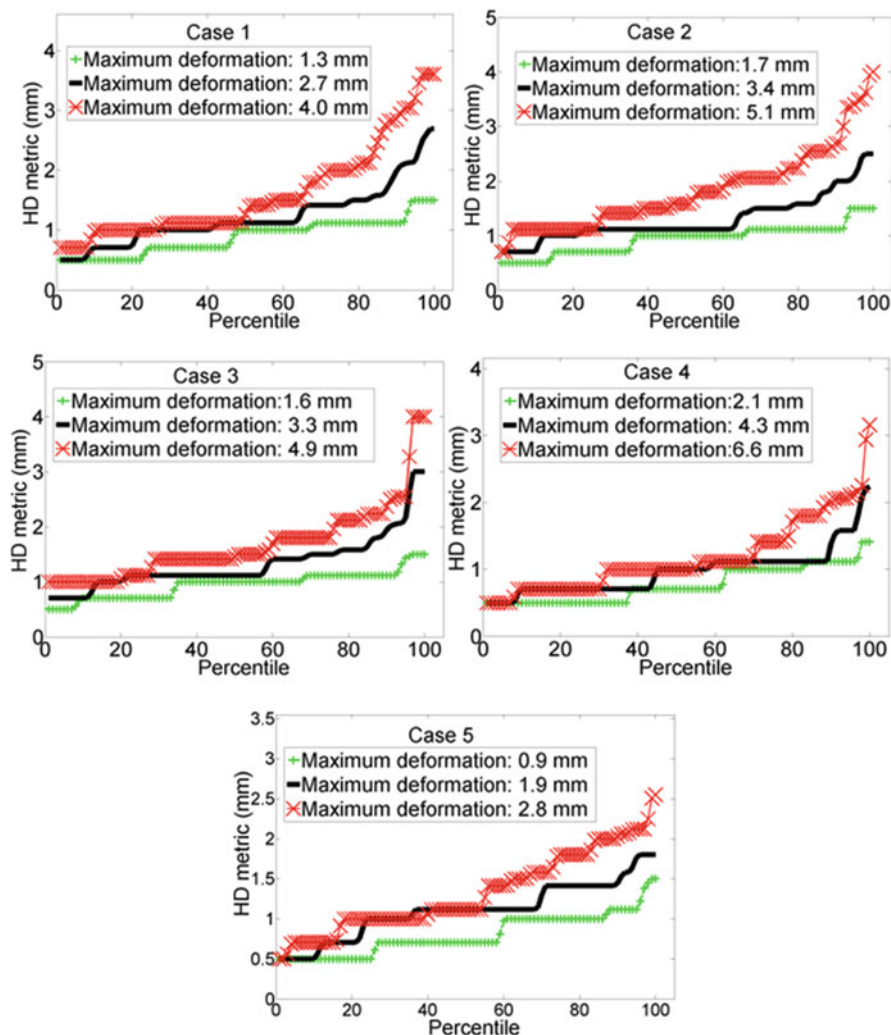 Case 1
Maximum deformation: 1.3 mm
Maximum deformation: 2.7 mm
Maximum deformation: 4.0 mm
HD metric (mm)
4
3
2
1
0
0 20 40 60 80 100
Percentile
Case 2
Maximum deformation:1.7 mm
Maximum deformation: 3.4 mm
Maximum deformation: 5.1 mm
HD metric (mm)
5
4
3
2
1
0
0 20 40 60 80 100
Percentile
Case 3
Maximum deformation:1.6 mm
Maximum deformation: 3.3 mm
Maximum deformation: 4.9 mm
HD metric (mm)
5
4
3
2
1
0
0 20 40 60 80 100
Percentile
Case 4
Maximum deformation:2.1 mm
Maximum deformation: 4.3 mm
Maximum deformation:6.6 mm
HD metric (mm)
4
3
2
1
0
0 20 40 60 80 100
Percentile
Case 5
Maximum deformation: 0.9 mm
Maximum deformation: 1.9 mm
Maximum deformation: 2.8 mm
HD metric (mm)
3.5
3
2.5
2
1.5
1
0.5
0
0 20 40 60 80 100
Percentile